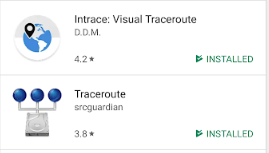 Intrace: Visual Traceroute
D.D.M.
4.2 ★
INSTALLED
Traceroute
srcguardian
3.8 ★
INSTALLED